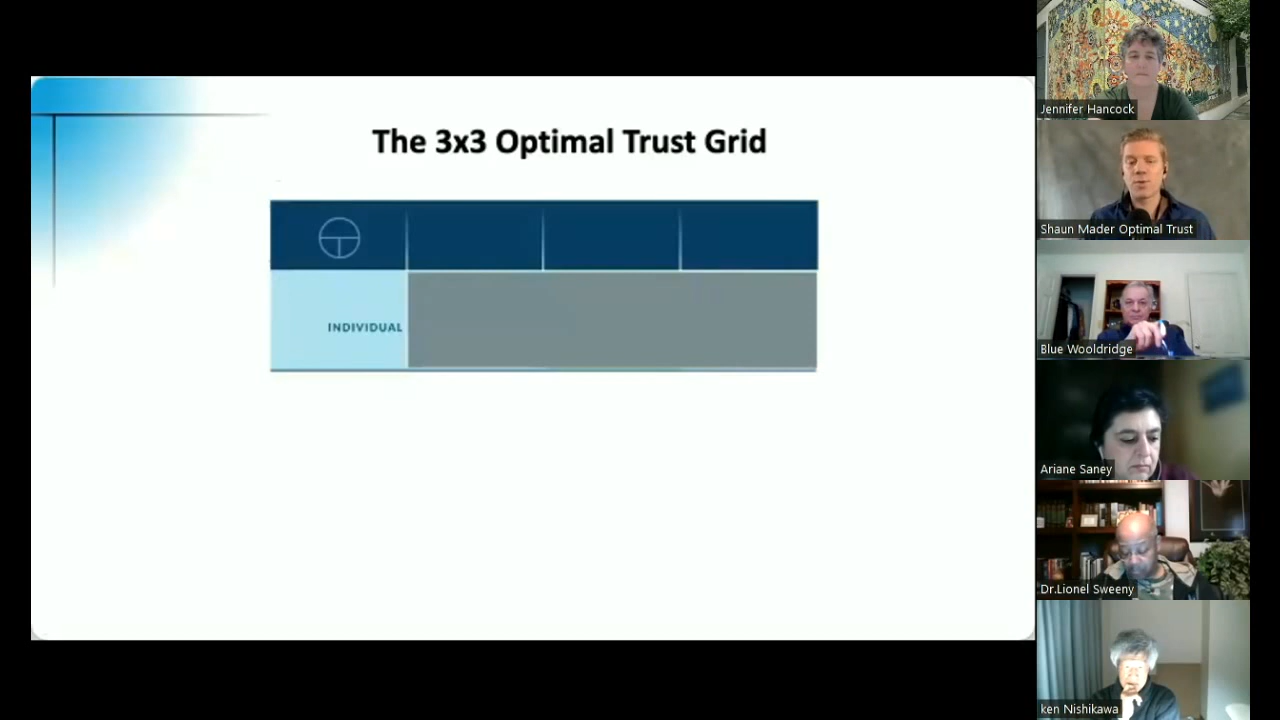 The 3x3 Optimal Trust Grid
INDIVIDUAL
Jennifer Hancock
Shaun Mader Optimal Trust
Blue Wooldridge
Ariane Saney
Dr.Lionel Sweeny
ken Nishikawa